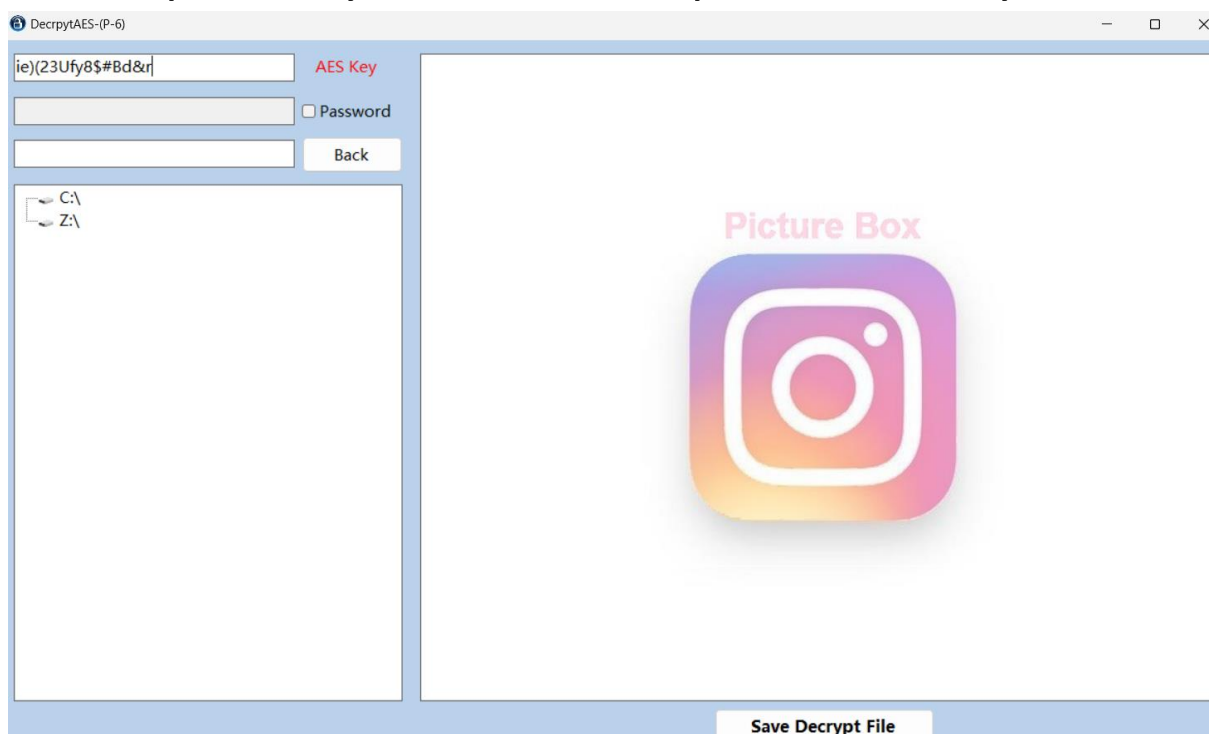 DecrpytAES-(P-6)
ie)(23Ufy8$#Bd&r
AES Key
Password
Back
C:\
Z:\
Picture Box
Save Decrypt File